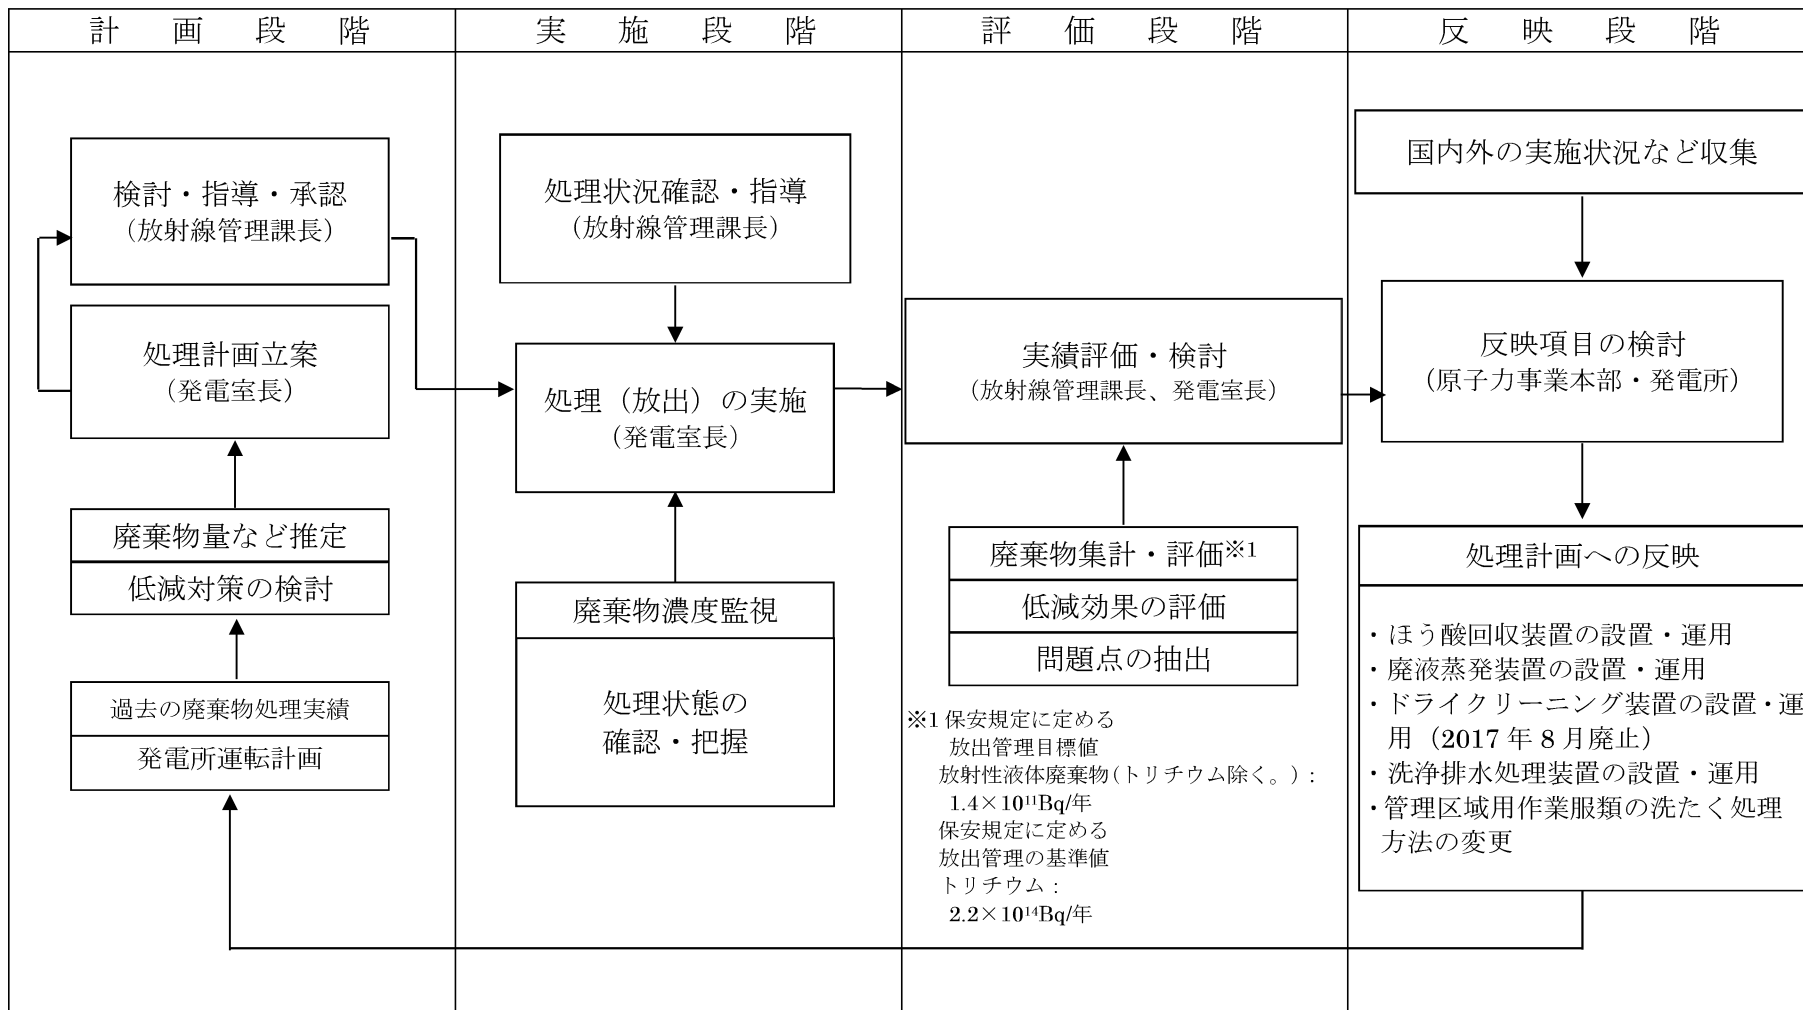 計画段階
検討・指導・承認
（放射線管理課長）
処理計画立案
（発電室長）
廃棄物量など推定
低減対策の検討
過去の廃棄物処理実績
発電所運転計画
実施段階
処理状況確認・指導
（放射線管理課長）
処理（放出）の実施
（発電室長）
廃棄物濃度監視
処理状態の
確認・把握
評価段階
実績評価・検討
（放射線管理課長、発電室長）
廃棄物集計・評価※1
低減効果の評価
問題点の抽出
※1 保安規定に定める
放出管理目標値
放射性液体廃棄物（トリチウム除く。）：
1.4×10¹¹Bq/年
保安規定に定める
放出管理の基準値
トリチウム：
2.2×10¹⁴Bq/年
反映段階
国内外の実施状況など収集
反映項目の検討
（原子力事業本部・発電所）
処理計画への反映
・ほう酸回収装置の設置・運用
・廃液蒸発装置の設置・運用
・ドライクリーニング装置の設置・運
用（2017 年 8 月廃止）
・洗浄排水処理装置の設置・運用
・管理区域用作業服類の洗たく処理
方法の変更